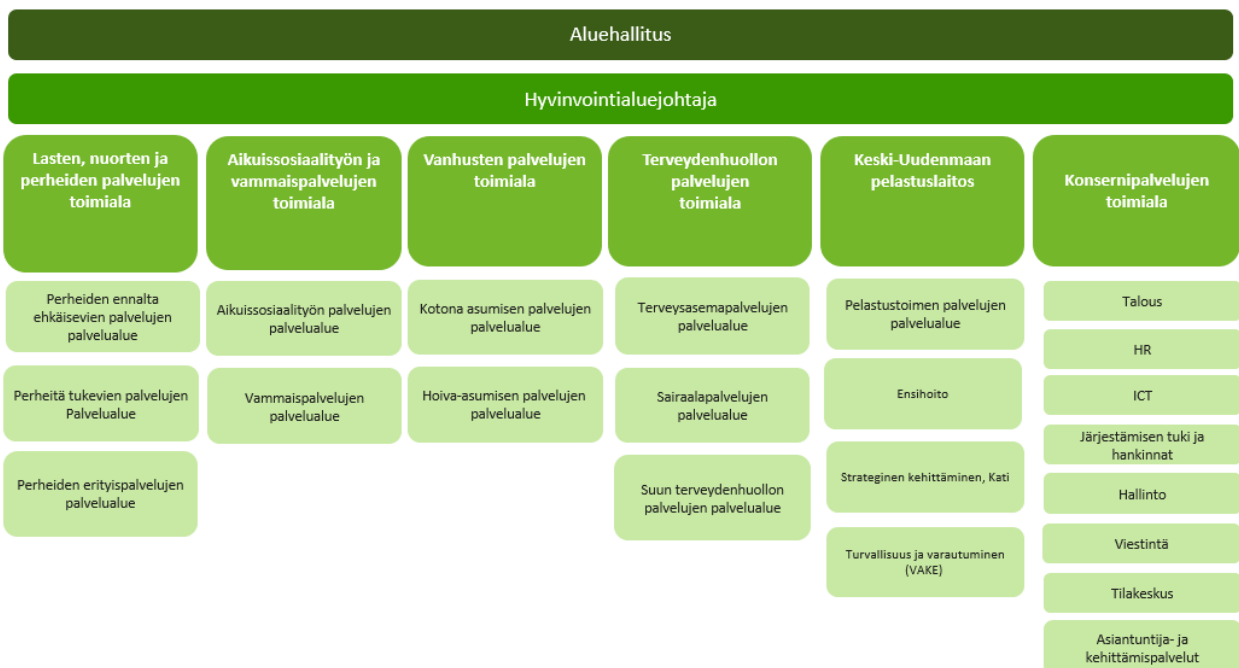 Aluehallitus
Hyvinvointialuejohtaja
Lasten, nuorten ja
perheiden palvelujen
toimiala
Perheiden ennalta
ehkäisevien palvelujen
palvelualue
Perheitä tukevien palvelujen
Palvelualue
Perheiden erityispalvelujen
palvelualue
Aikuissosiaalityön ja
vammaispalvelujen
toimiala
Aikuissosiaalityön palvelujen
palvelualue
Vammaispalvelujen
palvelualue
Vanhusten palvelujen
toimiala
Kotona asumisen palvelujen
palvelualue
Hoiva-asumisen palvelujen
palvelualue
Terveydenhuollon
palvelujen
toimiala
Terveysasemapalvelujen
palvelualue
Sairaalapalvelujen
palvelualue
Suun terveydenhuollon
palvelujen palvelualue
Keski-Uudenmaan
pelastuslaitos
Pelastustoimen palvelujen
palvelualue
Ensihoito
Strateginen kehittäminen, Kati
Turvallisuus ja varautuminen
(VAKE)
Konsernipalvelujen
toimiala
Talous
HR
ICT
Järjestämisen tuki ja
hankinnat
Hallinto
Viestintä
Tilakeskus
Asiantuntija- ja
kehittämispalvelut